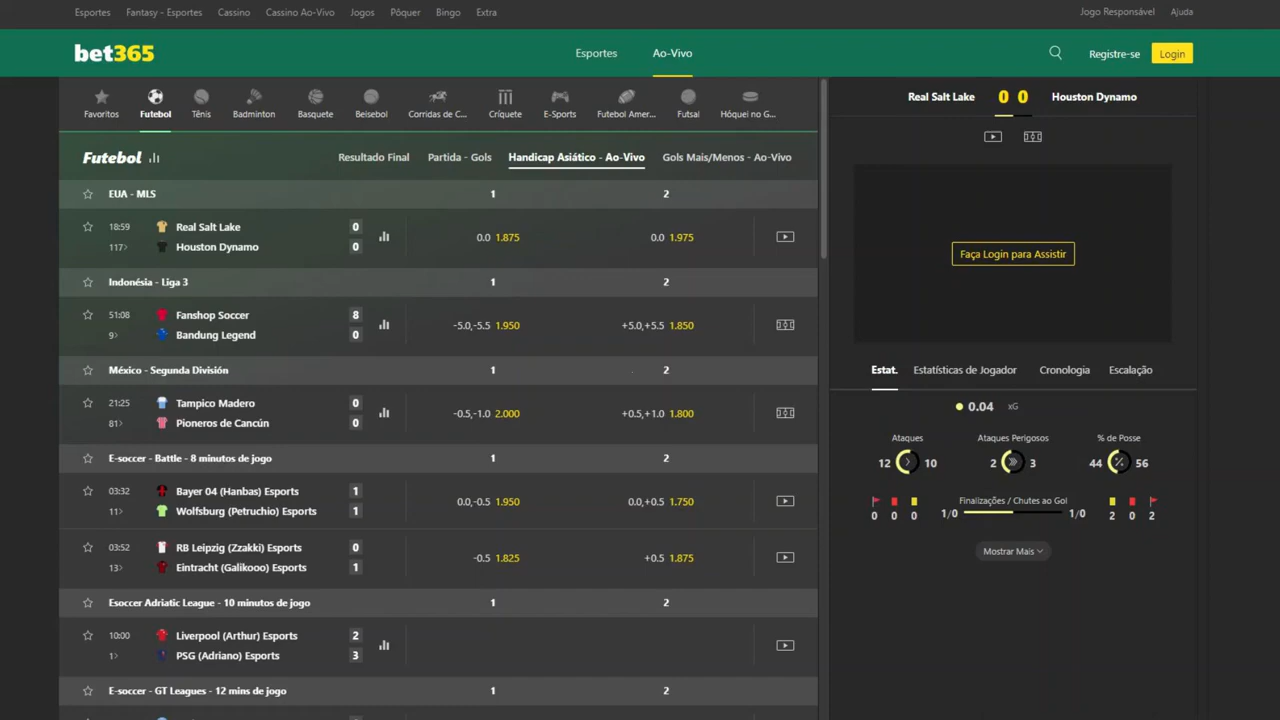 Esportes Fantasy - Esportes Cassino Cassino Ao-Vivo Jogos Pôquer Bingo Extra Jogo Responsável Ajuda
bet365 Esportes Ao-Vivo Registre-se Login
Favoritos Futebol Tênis Badminton Basquete Beisebol Corridas de C... Críquete E-Sports Futebol Amer... Futsal Hóquei no G...
Futebol Resultado Final Partida - Gols Handicap Asiático - Ao-Vivo Gols Mais/Menos - Ao-Vivo
EUA - MLS 1 2
18:59 Real Salt Lake 0
0.0 1.875 0.0 1.975
117> Houston Dynamo 0
Indonésia - Liga 3 1 2
51:08 Fanshop Soccer 8
-5.0,-5.5 1.950 +5.0,+5.5 1.850
9> Bandung Legend 0
México - Segunda División 1 2
21:25 Tampico Madero 0
-0.5,-1.0 2.000 +0.5,+1.0 1.800
81> Pioneros de Cancún 0
E-soccer - Battle - 8 minutos de jogo 1 2
03:32 Bayer 04 (Hanbas) Esports 1
0.0,-0.5 1.950 0.0,+0.5 1.750
11> Wolfsburg (Petruchio) Esports 1
03:52 RB Leipzig (Zzakki) Esports 0
-0.5 1.825 +0.5 1.875
13> Eintracht (Galikooo) Esports 1
Esoccer Adriatic League - 10 minutos de jogo 1 2
10:00 Liverpool (Arthur) Esports 2
1> PSG (Adriano) Esports 3
E-soccer - GT Leagues - 12 mins de jogo 1 2
Real Salt Lake 0 0 Houston Dynamo
Faça Login para Assistir
Estat. Estatísticas de Jogador Cronologia Escalação
0.04 xG
Ataques Ataques Perigosos % de Posse
12 10 2 3 44 56
Finalizações / Chutes ao Gol
0 0 0 1/0 1/0 2 0 2
Mostrar Mais